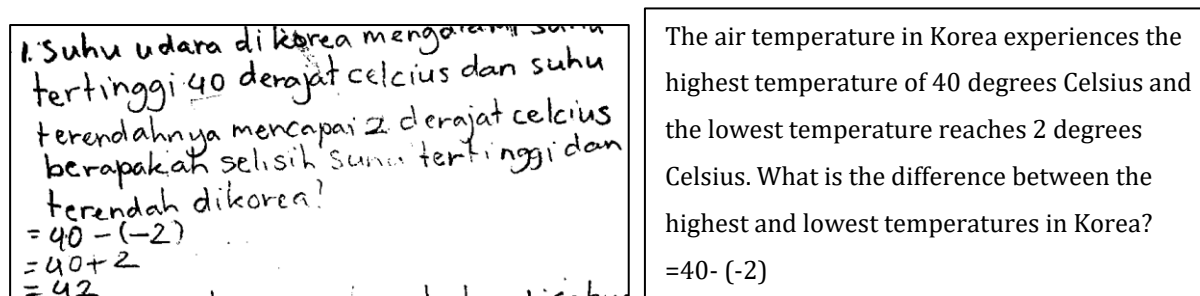 1. Suhu udara di korea mengalami suhu
tertinggi 40 derajat celcius dan suhu
terendahnya mencapai 2 derajat celcius
berapakah selisih suhu tertinggi dan
terendah dikorea?
= 40 - (-2)
= 40 + 2
= 42
The air temperature in Korea experiences the
highest temperature of 40 degrees Celsius and
the lowest temperature reaches 2 degrees
Celsius. What is the difference between the
highest and lowest temperatures in Korea?
=40- (-2)